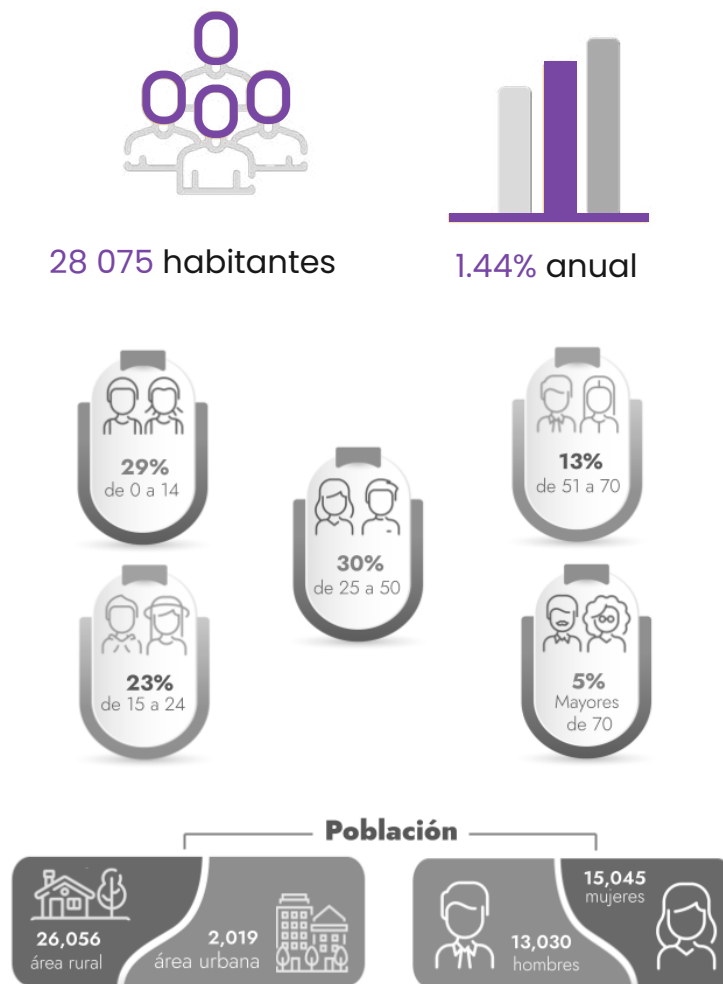 28 075 habitantes
1.44% anual
29%
de 0 a 14
13%
de 51 a 70
30%
de 25 a 50
23%
de 15 a 24
5%
Mayores
de 70
Población
26,056
área rural
2,019
área urbana
13,030
hombres
15,045
mujeres